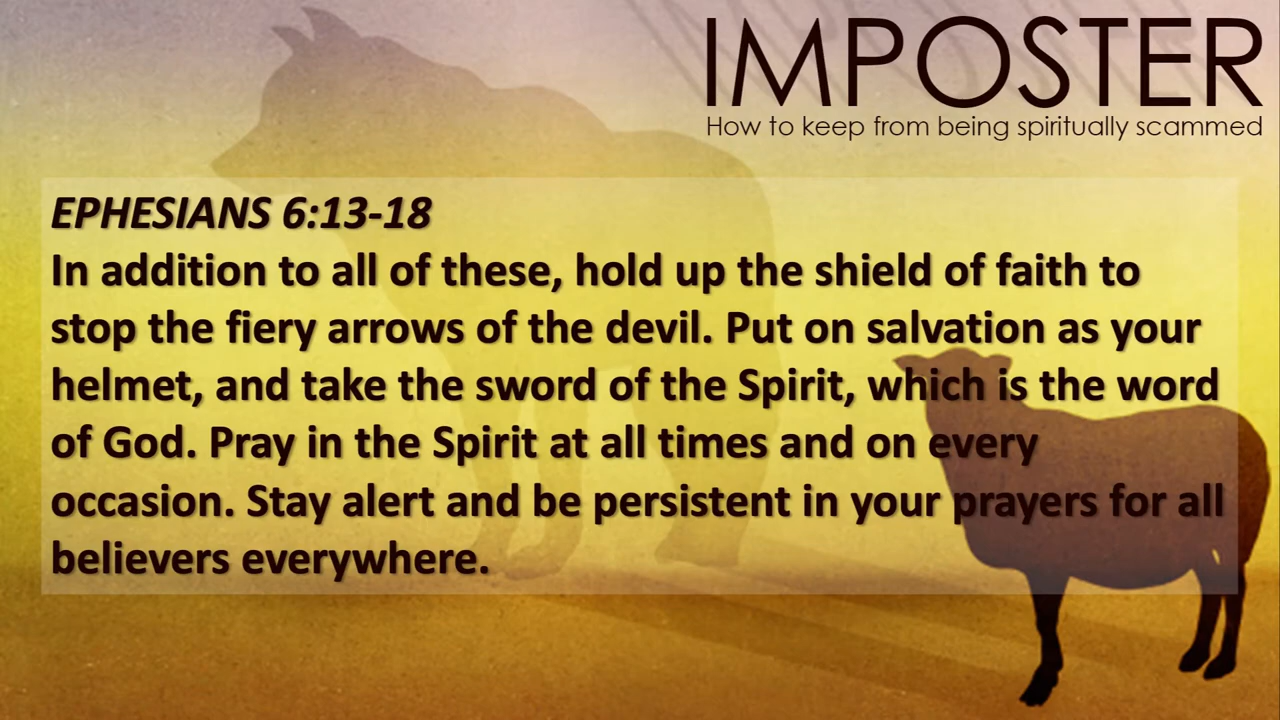 IMPOSTER
How to keep from being spiritually scammed
EPHESIANS 6:13-18
In addition to all of these, hold up the shield of faith to
stop the fiery arrows of the devil. Put on salvation as your
helmet, and take the sword of the Spirit, which is the word
of God. Pray in the Spirit at all times and on every
occasion. Stay alert and be persistent in your prayers for all
believers everywhere.